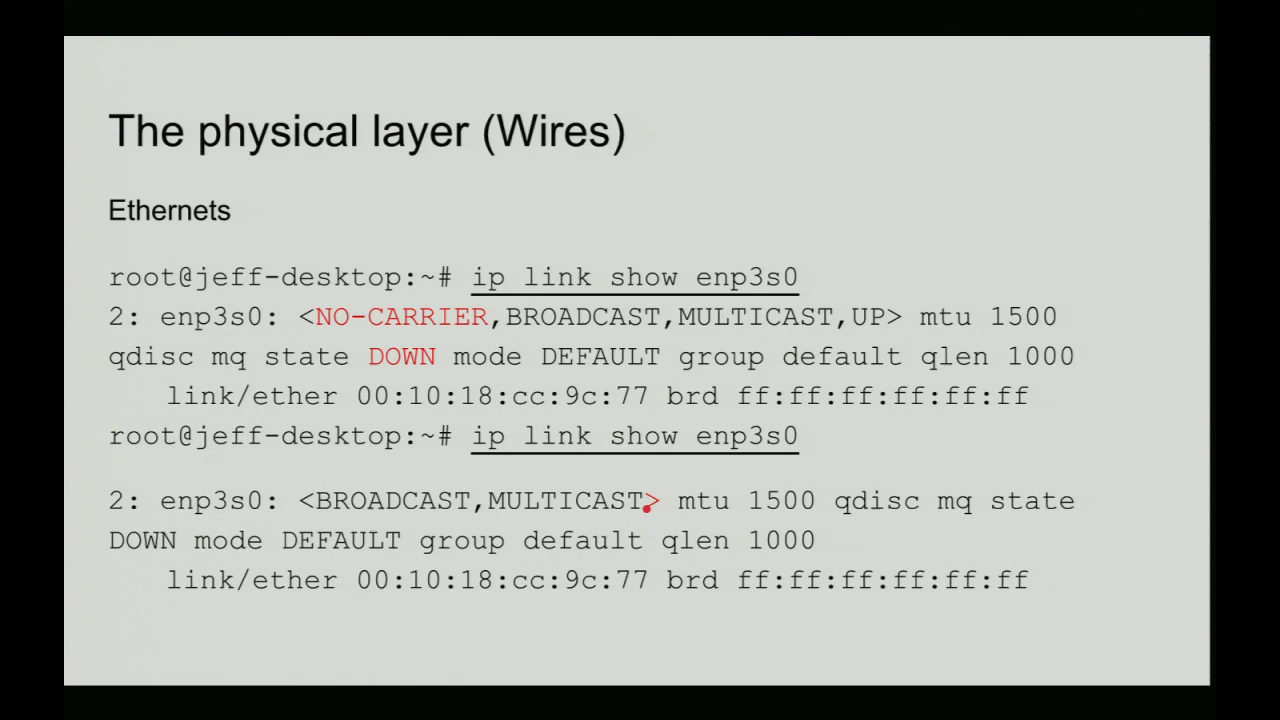 The physical layer (Wires)
Ethernets
root@jeff-desktop:~# ip link show enp3s0
2: enp3s0: <NO-CARRIER,BROADCAST,MULTICAST,UP> mtu 1500
qdisc mq state DOWN mode DEFAULT group default qlen 1000
link/ether 00:10:18:cc:9c:77 brd ff:ff:ff:ff:ff:ff
root@jeff-desktop:~# ip link show enp3s0
2: enp3s0: <BROADCAST,MULTICAST> mtu 1500 qdisc mq state
DOWN mode DEFAULT group default qlen 1000
link/ether 00:10:18:cc:9c:77 brd ff:ff:ff:ff:ff:ff